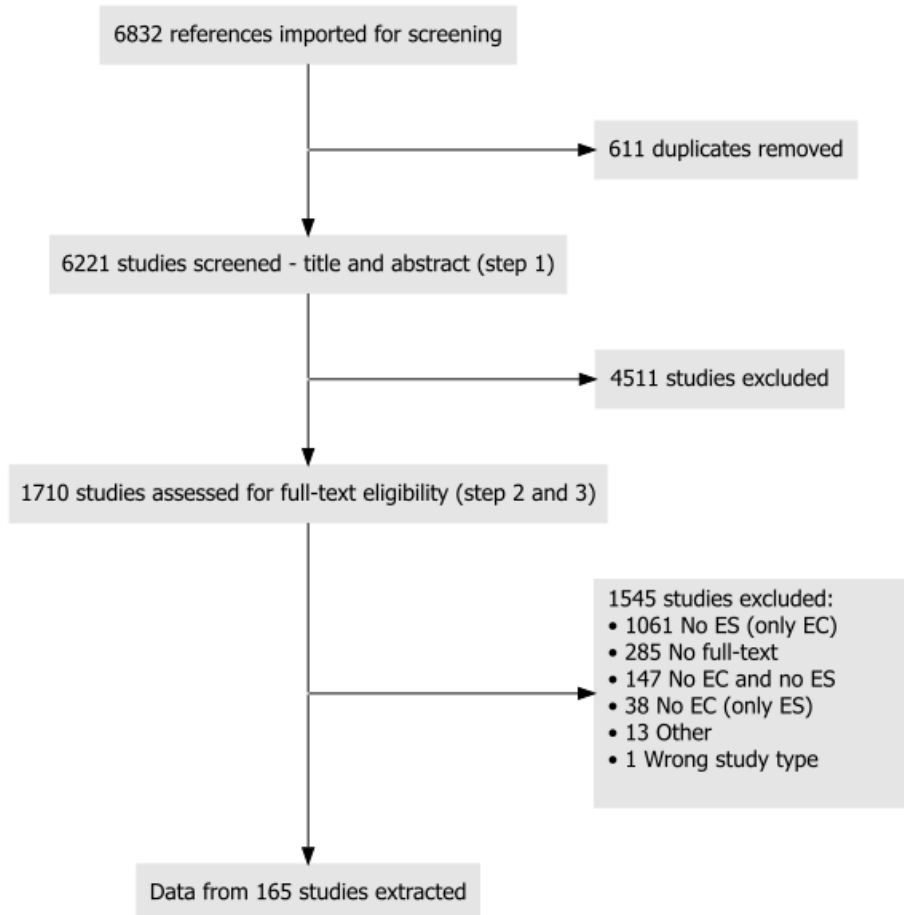 6832 references imported for screening
611 duplicates removed
6221 studies screened - title and abstract (step 1)
4511 studies excluded
1710 studies assessed for full-text eligibility (step 2 and 3)
1545 studies excluded:
• 1061 No ES (only EC)
• 285 No full-text
• 147 No EC and no ES
• 38 No EC (only ES)
• 13 Other
• 1 Wrong study type
Data from 165 studies extracted